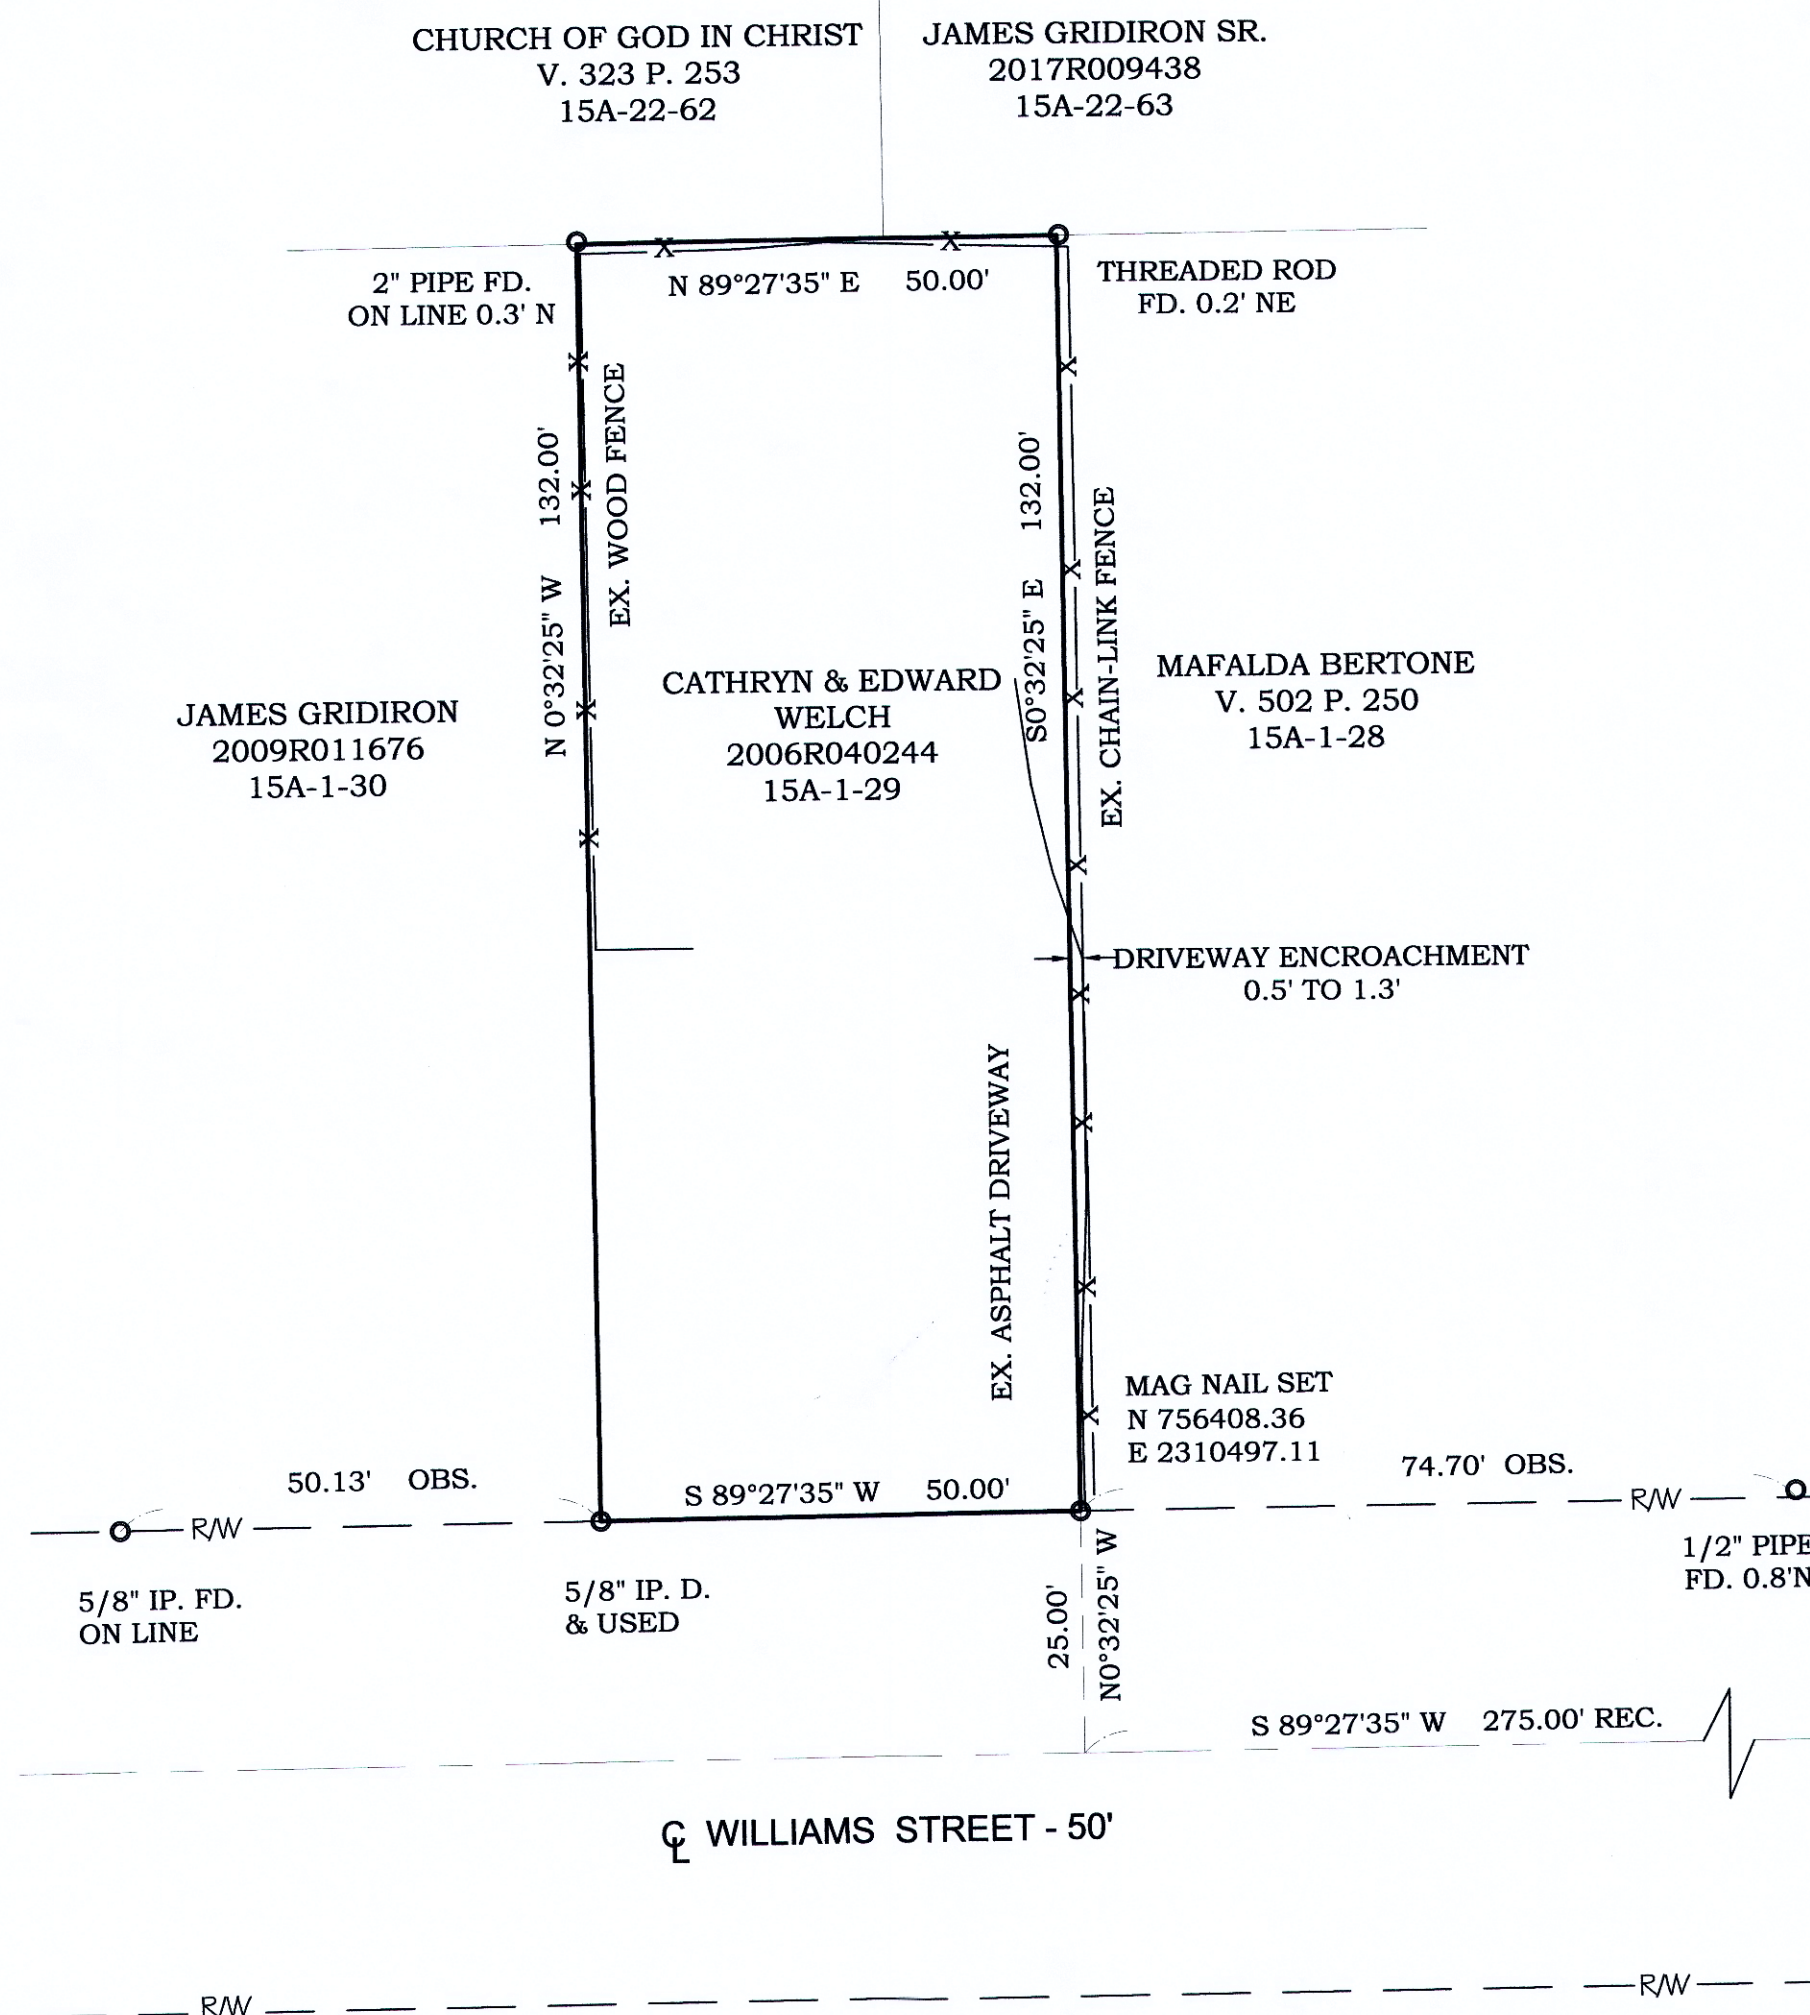 CHURCH OF GOD IN CHRIST
V. 323 P. 253
15A-22-62
JAMES GRIDIRON SR.
2017R009438
15A-22-63
2" PIPE FD.
ON LINE 0.3' N
N 89°27'35" E 50.00'
THREADED ROD
FD. 0.2' NE
N 0°32'25" W 132.00'
EX. WOOD FENCE
S0°32'25" E 132.00'
EX. CHAIN-LINK FENCE
JAMES GRIDIRON
2009R011676
15A-1-30
CATHRYN & EDWARD
WELCH
2006R040244
15A-1-29
MAFALDA BERTONE
V. 502 P. 250
15A-1-28
DRIVEWAY ENCROACHMENT
0.5' TO 1.3'
EX. ASPHALT DRIVEWAY
MAG NAIL SET
N 756408.36
E 2310497.11
50.13' OBS.
S 89°27'35" W 50.00'
74.70' OBS.
R/W
R/W
5/8" IP. FD.
ON LINE
5/8" IP. D.
& USED
25.00'
N0°32'25" W
1/2" PIPE
FD. 0.8'N
S 89°27'35" W 275.00' REC.
CL WILLIAMS STREET - 50'
R/W
R/W